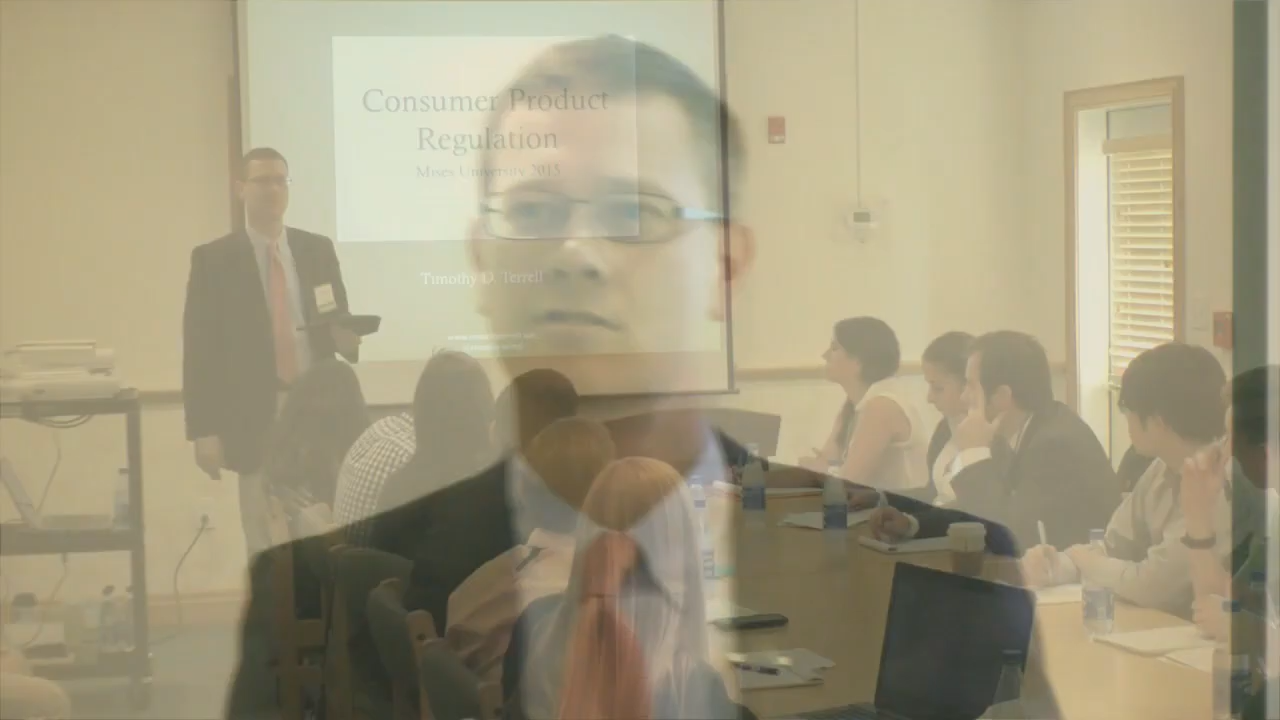 Consumer Product
Regulation
Mises University 2015
Timothy D. Terrell